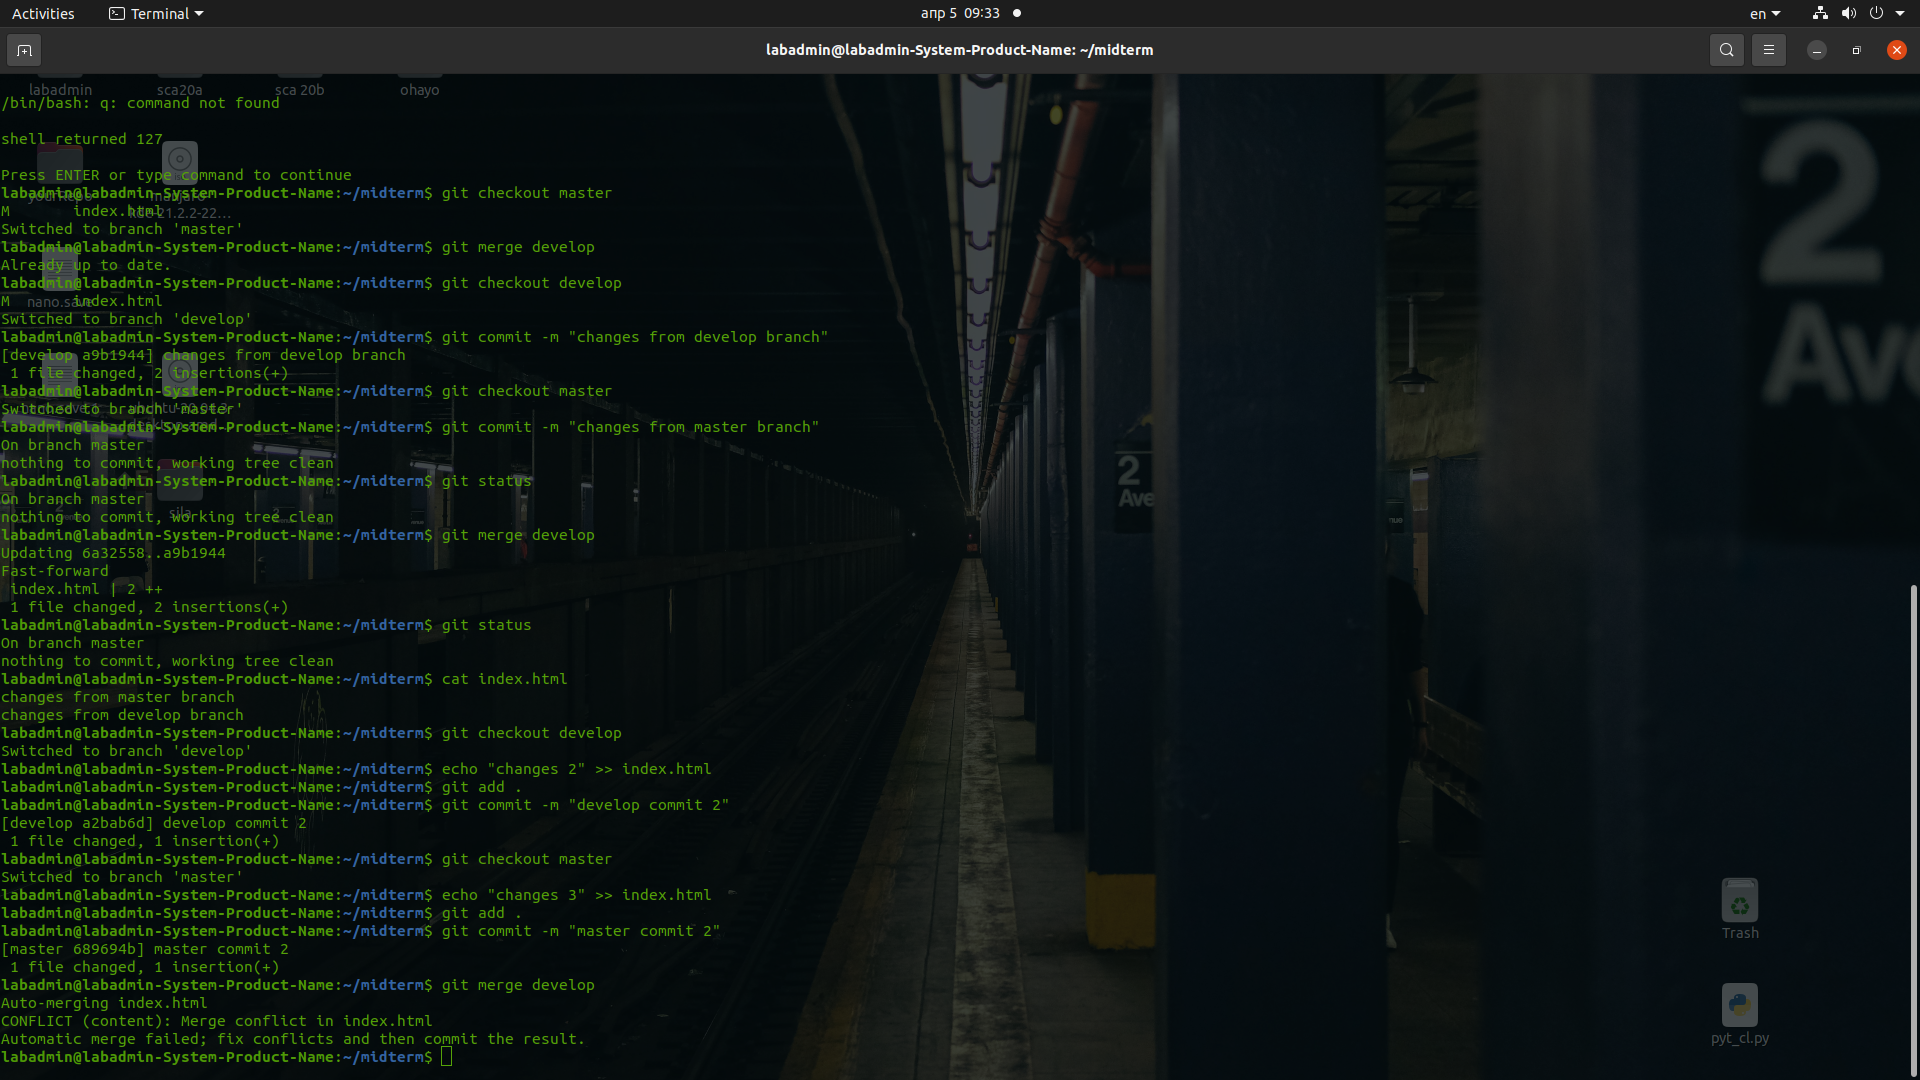 Activities Terminal апр 5 09:33 en
labadmin@labadmin-System-Product-Name: ~/midterm
labadmin sca20a sca 20b ohayo
/bin/bash: q: command not found
shell returned 127
Press ENTER or type command to continue
labadmin@labadmin-System-Product-Name:~/midterm$ git checkout master
M index.html
Switched to branch 'master'
labadmin@labadmin-System-Product-Name:~/midterm$ git merge develop
Already up to date.
labadmin@labadmin-System-Product-Name:~/midterm$ git checkout develop
M index.html
Switched to branch 'develop'
labadmin@labadmin-System-Product-Name:~/midterm$ git commit -m "changes from develop branch"
[develop a9b1944] changes from develop branch
1 file changed, 2 insertions(+)
labadmin@labadmin-System-Product-Name:~/midterm$ git checkout master
Switched to branch 'master'
labadmin@labadmin-System-Product-Name:~/midterm$ git commit -m "changes from master branch"
On branch master
nothing to commit, working tree clean
labadmin@labadmin-System-Product-Name:~/midterm$ git status
On branch master
nothing to commit, working tree clean
labadmin@labadmin-System-Product-Name:~/midterm$ git merge develop
Updating 6a32558..a9b1944
Fast-forward
index.html | 2 ++
1 file changed, 2 insertions(+)
labadmin@labadmin-System-Product-Name:~/midterm$ git status
On branch master
nothing to commit, working tree clean
labadmin@labadmin-System-Product-Name:~/midterm$ cat index.html
changes from master branch
changes from develop branch
labadmin@labadmin-System-Product-Name:~/midterm$ git checkout develop
Switched to branch 'develop'
labadmin@labadmin-System-Product-Name:~/midterm$ echo "changes 2" >> index.html
labadmin@labadmin-System-Product-Name:~/midterm$ git add .
labadmin@labadmin-System-Product-Name:~/midterm$ git commit -m "develop commit 2"
[develop a2bab6d] develop commit 2
1 file changed, 1 insertion(+)
labadmin@labadmin-System-Product-Name:~/midterm$ git checkout master
Switched to branch 'master'
labadmin@labadmin-System-Product-Name:~/midterm$ echo "changes 3" >> index.html
labadmin@labadmin-System-Product-Name:~/midterm$ git add .
labadmin@labadmin-System-Product-Name:~/midterm$ git commit -m "master commit 2"
[master 689694b] master commit 2
1 file changed, 1 insertion(+)
labadmin@labadmin-System-Product-Name:~/midterm$ git merge develop
Auto-merging index.html
CONFLICT (content): Merge conflict in index.html
Automatic merge failed; fix conflicts and then commit the result.
labadmin@labadmin-System-Product-Name:~/midterm$
nano.save
sila
2
Ave
2
Av
Trash
pyt_cl.py